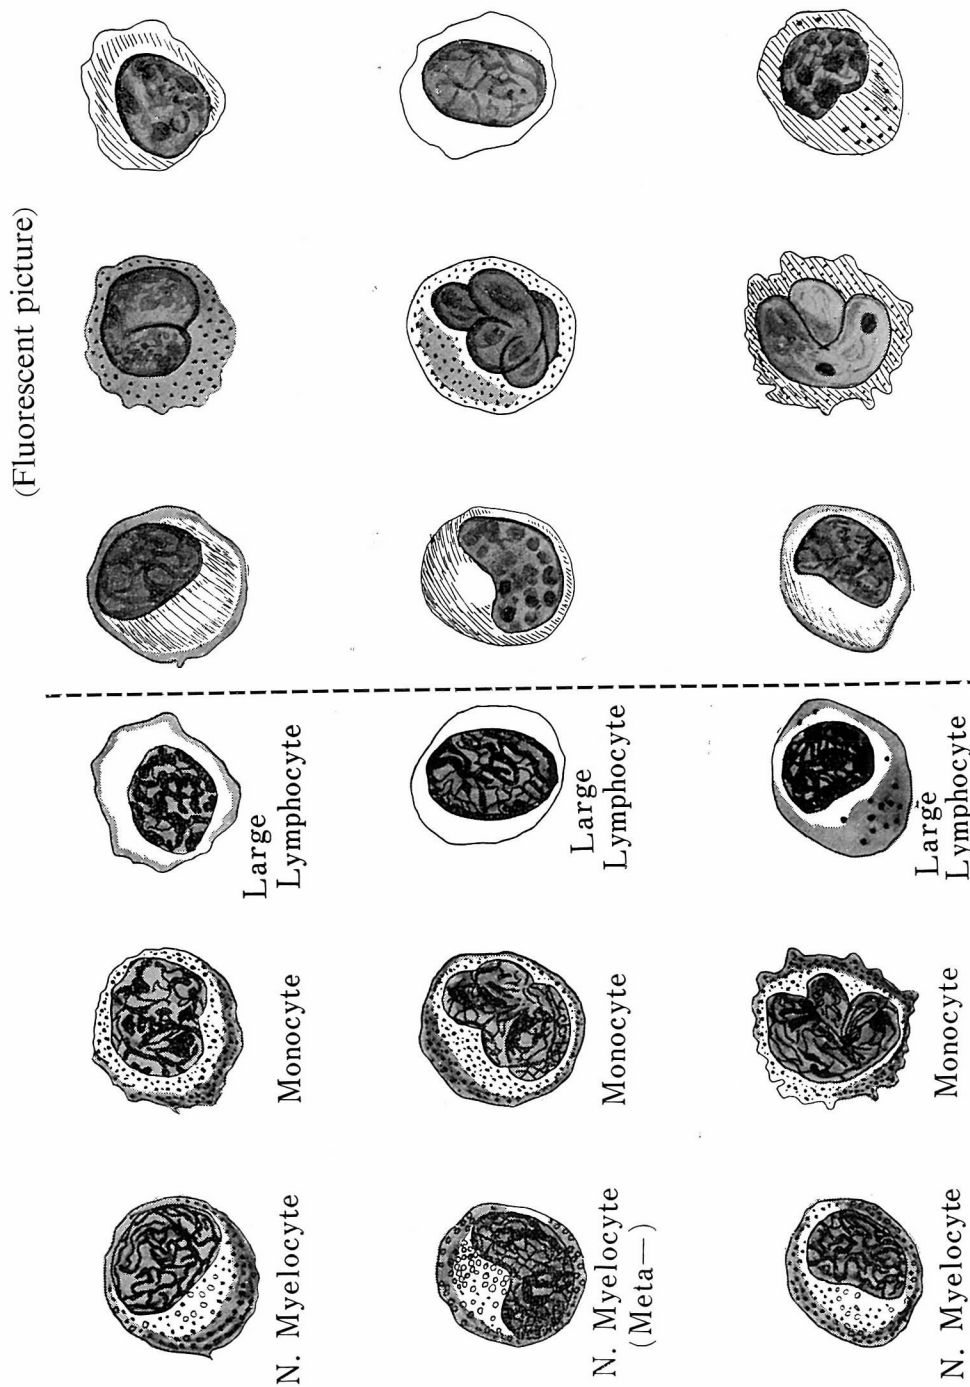 (Fluorescent picture)
N. Myelocyte
Monocyte
Large
Lymphocyte
N. Myelocyte
(Meta—)
Monocyte
Large
Lymphocyte
N. Myelocyte
Monocyte
Large
Lymphocyte